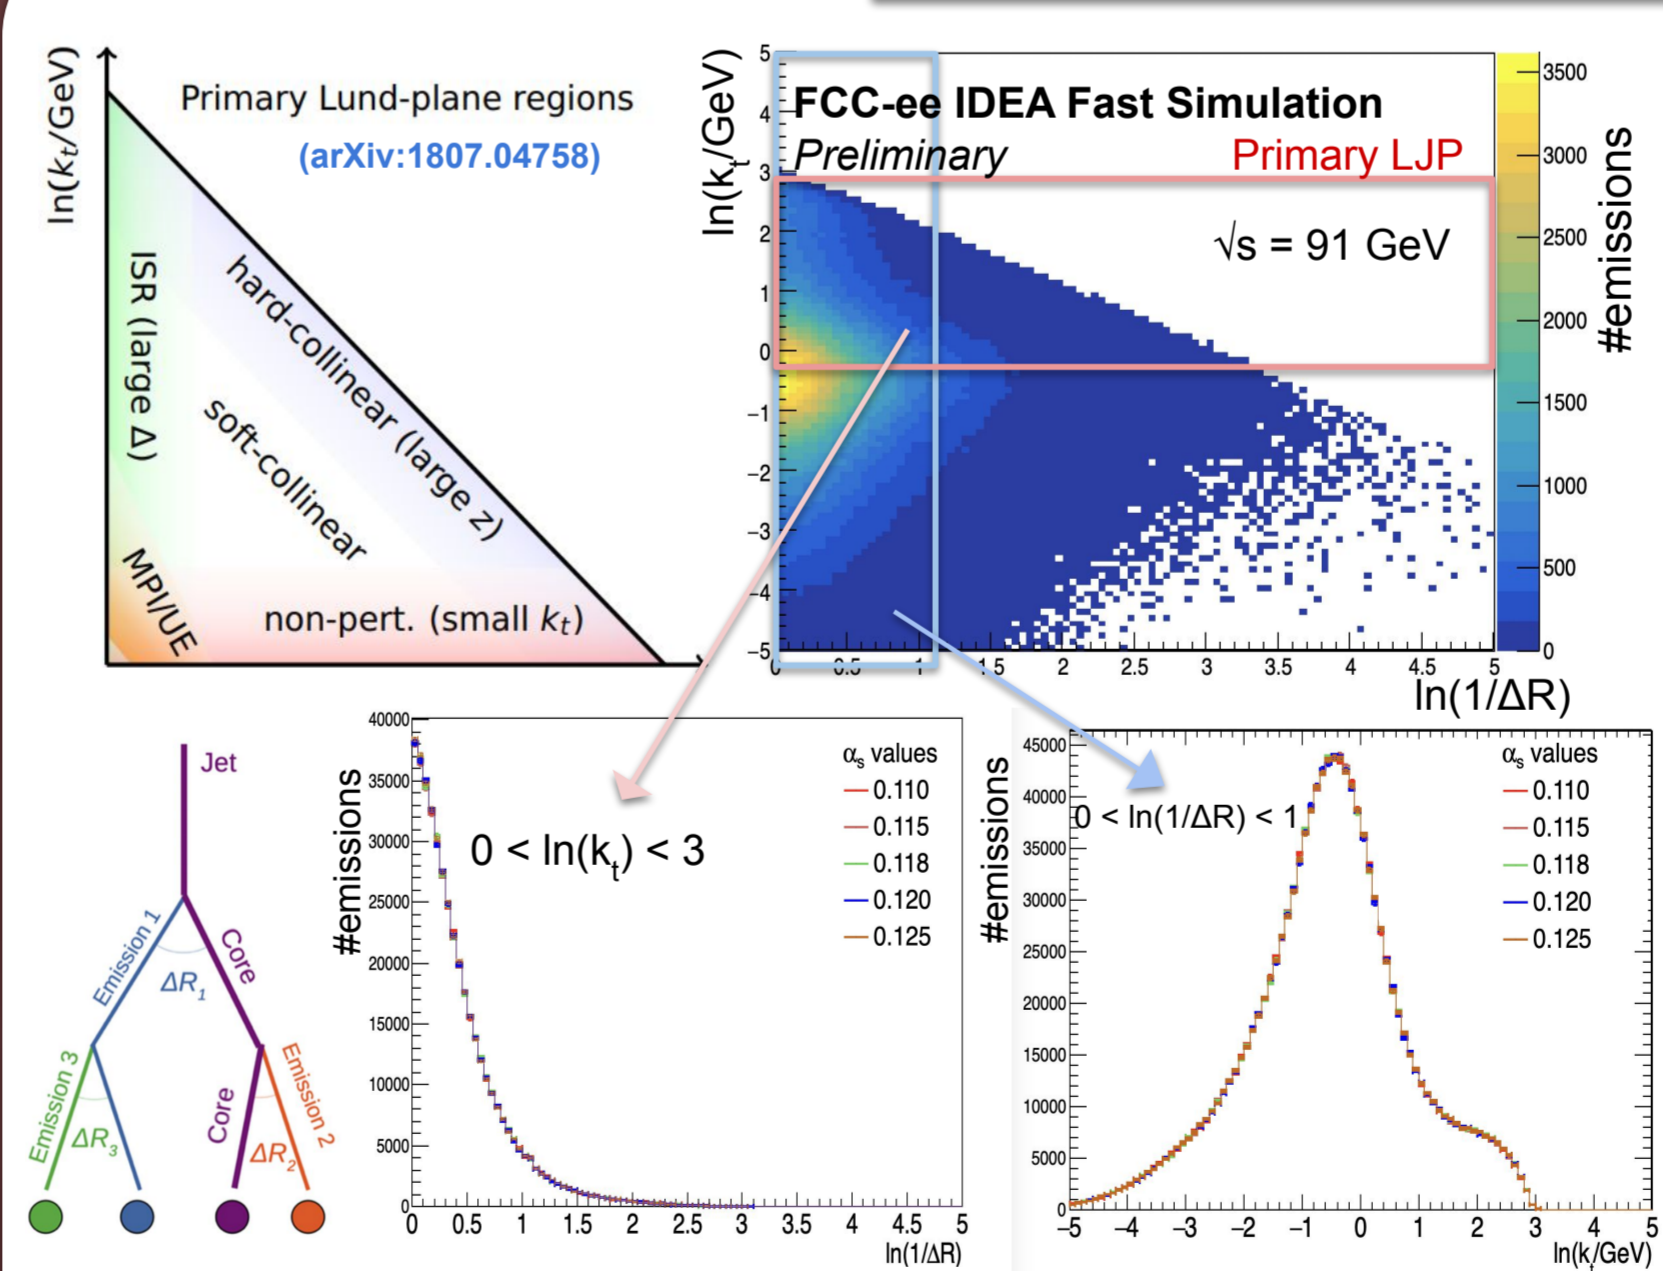 ln(kₜ/GeV)
Primary Lund-plane regions
(arXiv:1807.04758)
ISR (large Δ)
hard-collinear (large z)
soft-collinear
MPI/UE
non-pert. (small kₜ)
ln(kₜ/GeV)
FCC-ee IDEA Fast Simulation
Preliminary
Primary LJP
√s = 91 GeV
5
4
3
2
1
0
−1
−2
−3
−4
−5
0 0.5 1 1.5 2 2.5 3 3.5 4 4.5 5
ln(1/ΔR)
3500
3000
2500
2000
1500
1000
500
0
#emissions
Jet
Emission 1
Core
ΔR₁
Emission 3
ΔR₃
Core
Emission 2
ΔR₂
#emissions
40000
35000
30000
25000
20000
15000
10000
5000
0
0 < ln(kₜ) < 3
αₛ values
0.110
0.115
0.118
0.120
0.125
0 0.5 1 1.5 2 2.5 3 3.5 4 4.5 5
ln(1/ΔR)
#emissions
45000
40000
35000
30000
25000
20000
15000
10000
5000
0
0 < ln(1/ΔR) < 1
αₛ values
0.110
0.115
0.118
0.120
0.125
−5 −4 −3 −2 −1 0 1 2 3 4 5
ln(kₜ/GeV)